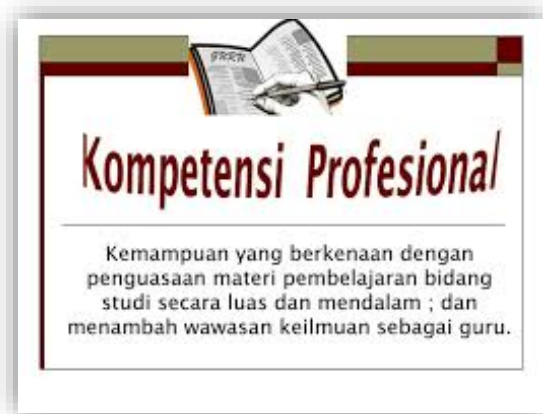 Kompetensi Profesional
Kemampuan yang berkenaan dengan
penguasaan materi pembelajaran bidang
studi secara luas dan mendalam ; dan
menambah wawasan keilmuan sebagai guru.